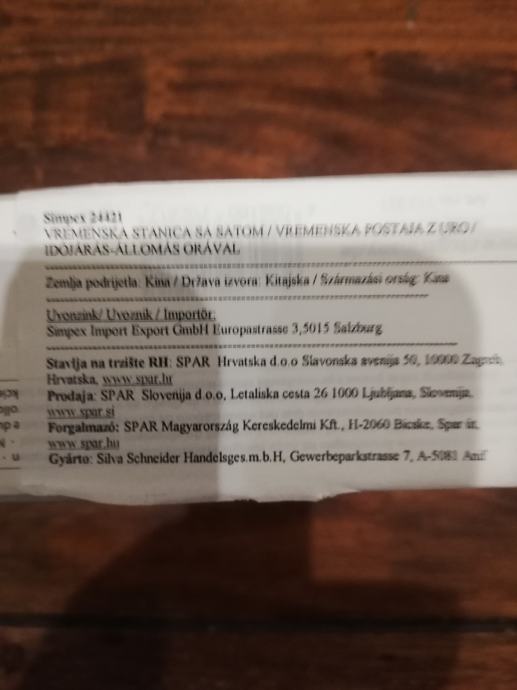 Simpex 24421
VREMENSKA STANICA SA SATOM / VREMENSKA POSTAJA Z URO /
IDŐJÁRÁS-ÁLLOMÁS ÓRÁVAL
Zemlja podrijetla: Kina / Država izvora: Kitajska / Származási ország: Kína
Uvoznik/ Uvoznik / Importőr:
Simpex Import Export GmbH Europastrasse 3,5015 Salzburg
Stavlja na tržište RH: SPAR Hrvatska d.o.o Slavonska avenija 50, 10000 Zagreb,
Hrvatska, www.spar.hr
Prodaja: SPAR Slovenija d.o.o, Letaliska cesta 26 1000 Ljubljana, Slovenija,
www.spar.si
Forgalmazó: SPAR Magyarország Kereskedelmi Kft., H-2060 Bicske, Spar út,
www.spar.hu
Gyártó: Silva Schneider Handelsges.m.b.H, Gewerbeparkstrasse 7, A-5081 Anif